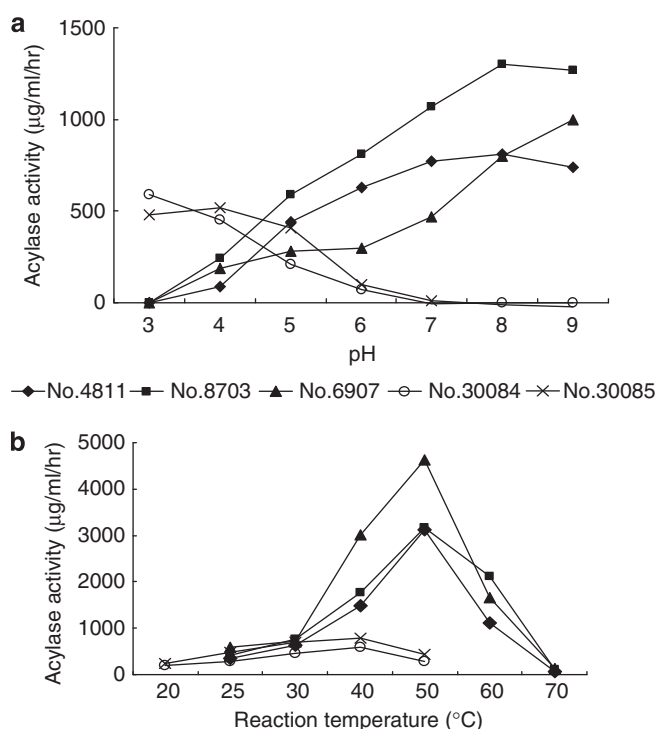 a
Acylase activity (μg/ml/hr)
1500
1000
500
0
3 4 5 6 7 8 9
pH
No.4811 No.8703 No.6907 No.30084 No.30085
b
Acylase activity (μg/ml/hr)
5000
4000
3000
2000
1000
0
20 25 30 40 50 60 70
Reaction temperature (°C)